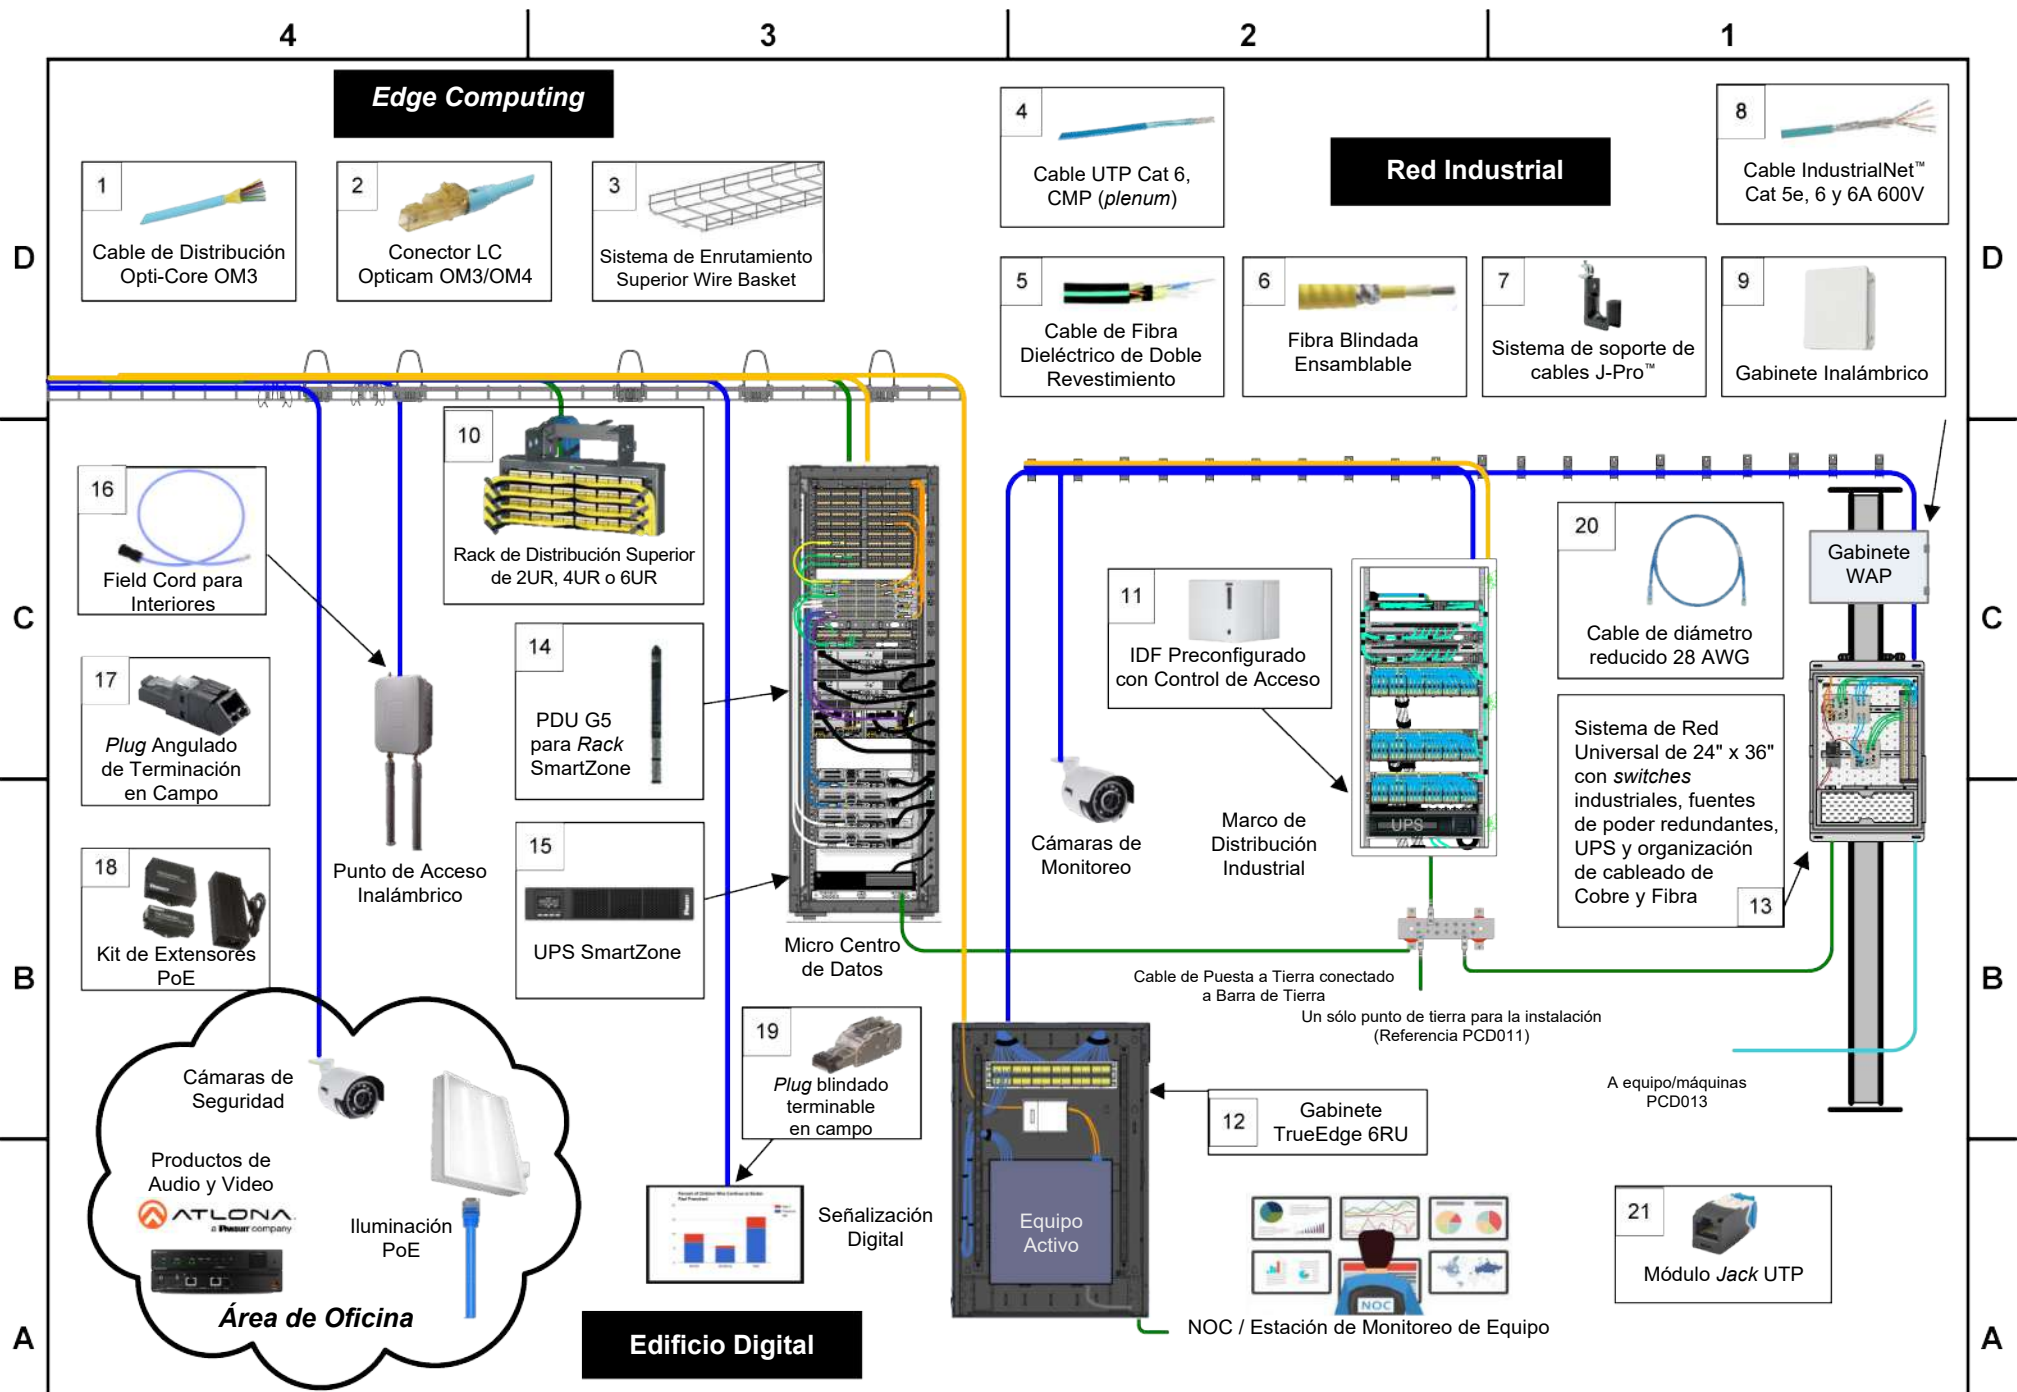 4
3
2
1
Edge Computing
Red Industrial
D
D
1
Cable de Distribución
Opti-Core OM3
2
Conector LC
Opticam OM3/OM4
3
Sistema de Enrutamiento
Superior Wire Basket
4
Cable UTP Cat 6,
CMP (plenum)
8
Cable IndustrialNet™
Cat 5e, 6 y 6A 600V
5
Cable de Fibra
Dieléctrico de Doble
Revestimiento
6
Fibra Blindada
Ensamblable
7
Sistema de soporte de
cables J-Pro™
9
Gabinete Inalámbrico
C
C
16
Field Cord para
Interiores
10
Rack de Distribución Superior
de 2UR, 4UR o 6UR
11
IDF Preconfigurado
con Control de Acceso
20
Cable de diámetro
reducido 28 AWG
Gabinete
WAP
17
Plug Angulado
de Terminación
en Campo
14
PDU G5
para Rack
SmartZone
Sistema de Red
Universal de 24" x 36"
con switches
industriales, fuentes
de poder redundantes,
UPS y organización
de cableado de
Cobre y Fibra
13
UPS
Marco de
Distribución
Industrial
Cámaras de
Monitoreo
Punto de Acceso
Inalámbrico
B
B
18
Kit de Extensores
PoE
15
UPS SmartZone
Micro Centro
de Datos
Cable de Puesta a Tierra conectado
a Barra de Tierra
Un sólo punto de tierra para la instalación
(Referencia PCD011)
A equipo/máquinas
PCD013
19
Plug blindado
terminable
en campo
12
Gabinete
TrueEdge 6RU
Cámaras de
Seguridad
Productos de
Audio y Video
ATLONA
a PANDUIT company
Iluminación
PoE
Área de Oficina
Señalización
Digital
Equipo
Activo
NOC
NOC / Estación de Monitoreo de Equipo
21
Módulo Jack UTP
A
A
Edificio Digital